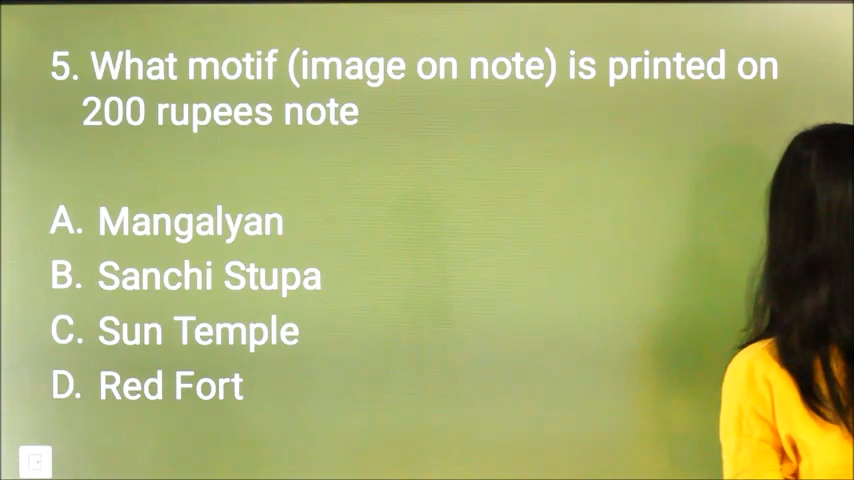 5. What motif (image on note) is printed on
200 rupees note
A. Mangalyan
B. Sanchi Stupa
C. Sun Temple
D. Red Fort